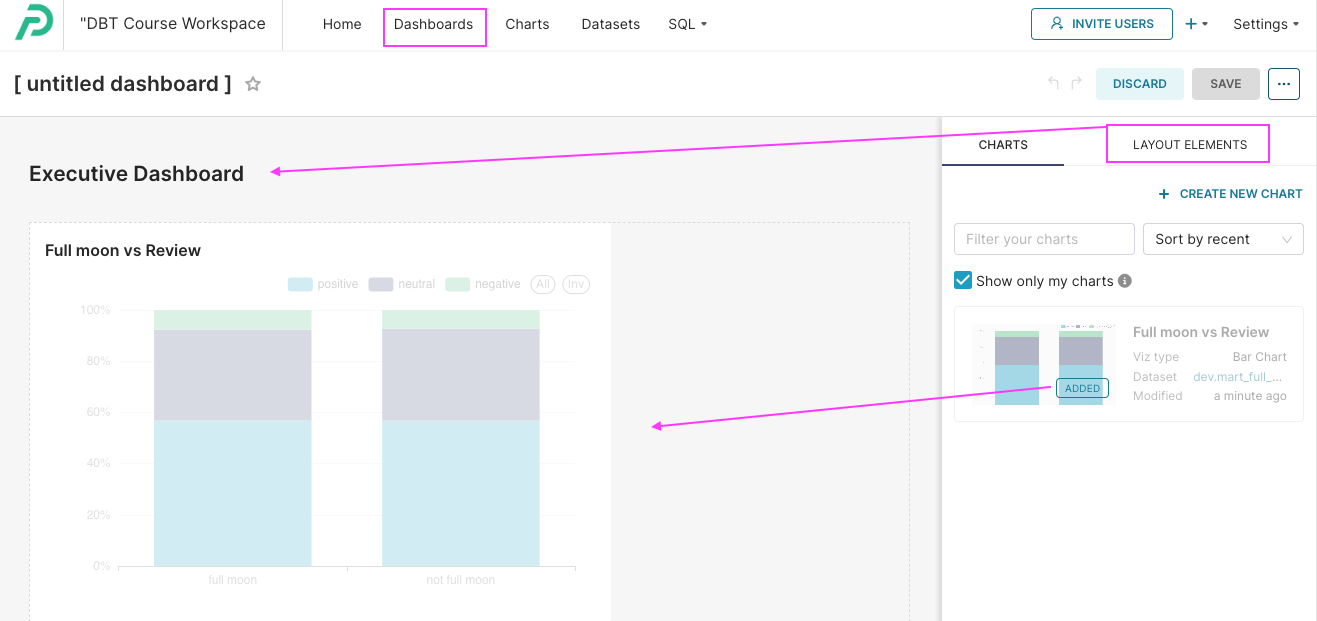 "DBT Course Workspace
Home Dashboards Charts Datasets SQL
INVITE USERS
Settings
[ untitled dashboard ]
DISCARD SAVE ...
CHARTS LAYOUT ELEMENTS
Executive Dashboard
+ CREATE NEW CHART
Filter your charts Sort by recent
Show only my charts
Full moon vs Review
positive neutral negative All Inv
100%
80%
60%
40%
20%
0%
full moon not full moon
ADDED
Full moon vs Review
Viz type Bar Chart
Dataset dev.mart_full_...
Modified a minute ago